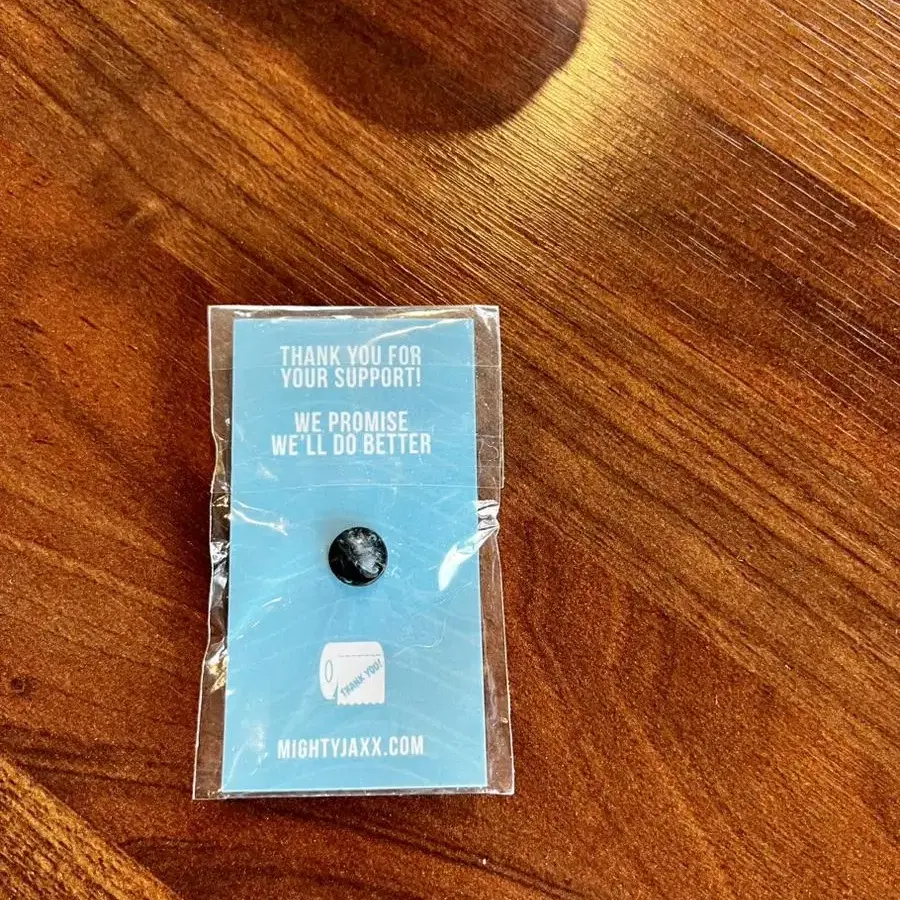 THANK YOU FOR
YOUR SUPPORT!
WE PROMISE
WE'LL DO BETTER
THANK YOU!
MIGHTYJAXX.COM